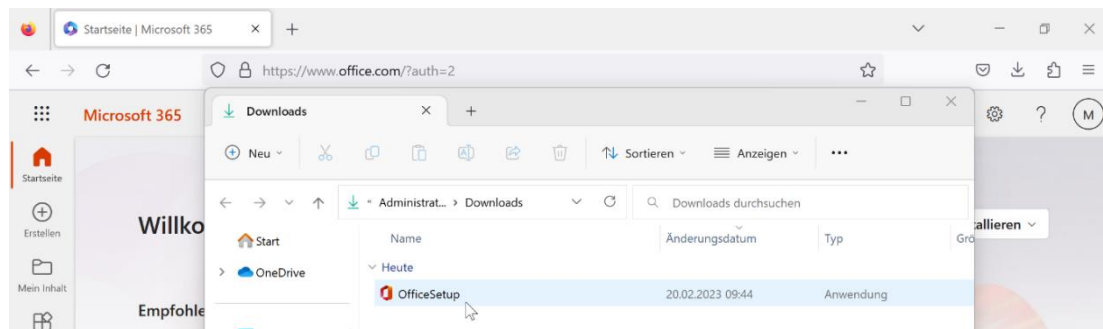 Startseite | Microsoft 365
https://www.office.com/?auth=2
Microsoft 365
Downloads
M
Neu
Sortieren
Anzeigen
Startseite
Administrat... > Downloads
Downloads durchsuchen
Erstellen
Willko
allieren
Start
Name
Änderungsdatum
Typ
Grö
OneDrive
Heute
Mein Inhalt
OfficeSetup
20.02.2023 09:44
Anwendung
Empfohle